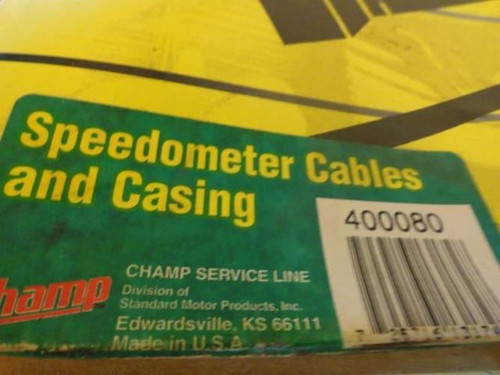 Speedometer Cables
and Casing
400080
hamp
CHAMP SERVICE LINE
Division of
Standard Motor Products, Inc.
Edwardsville, KS 66111
Made in U.S.A.